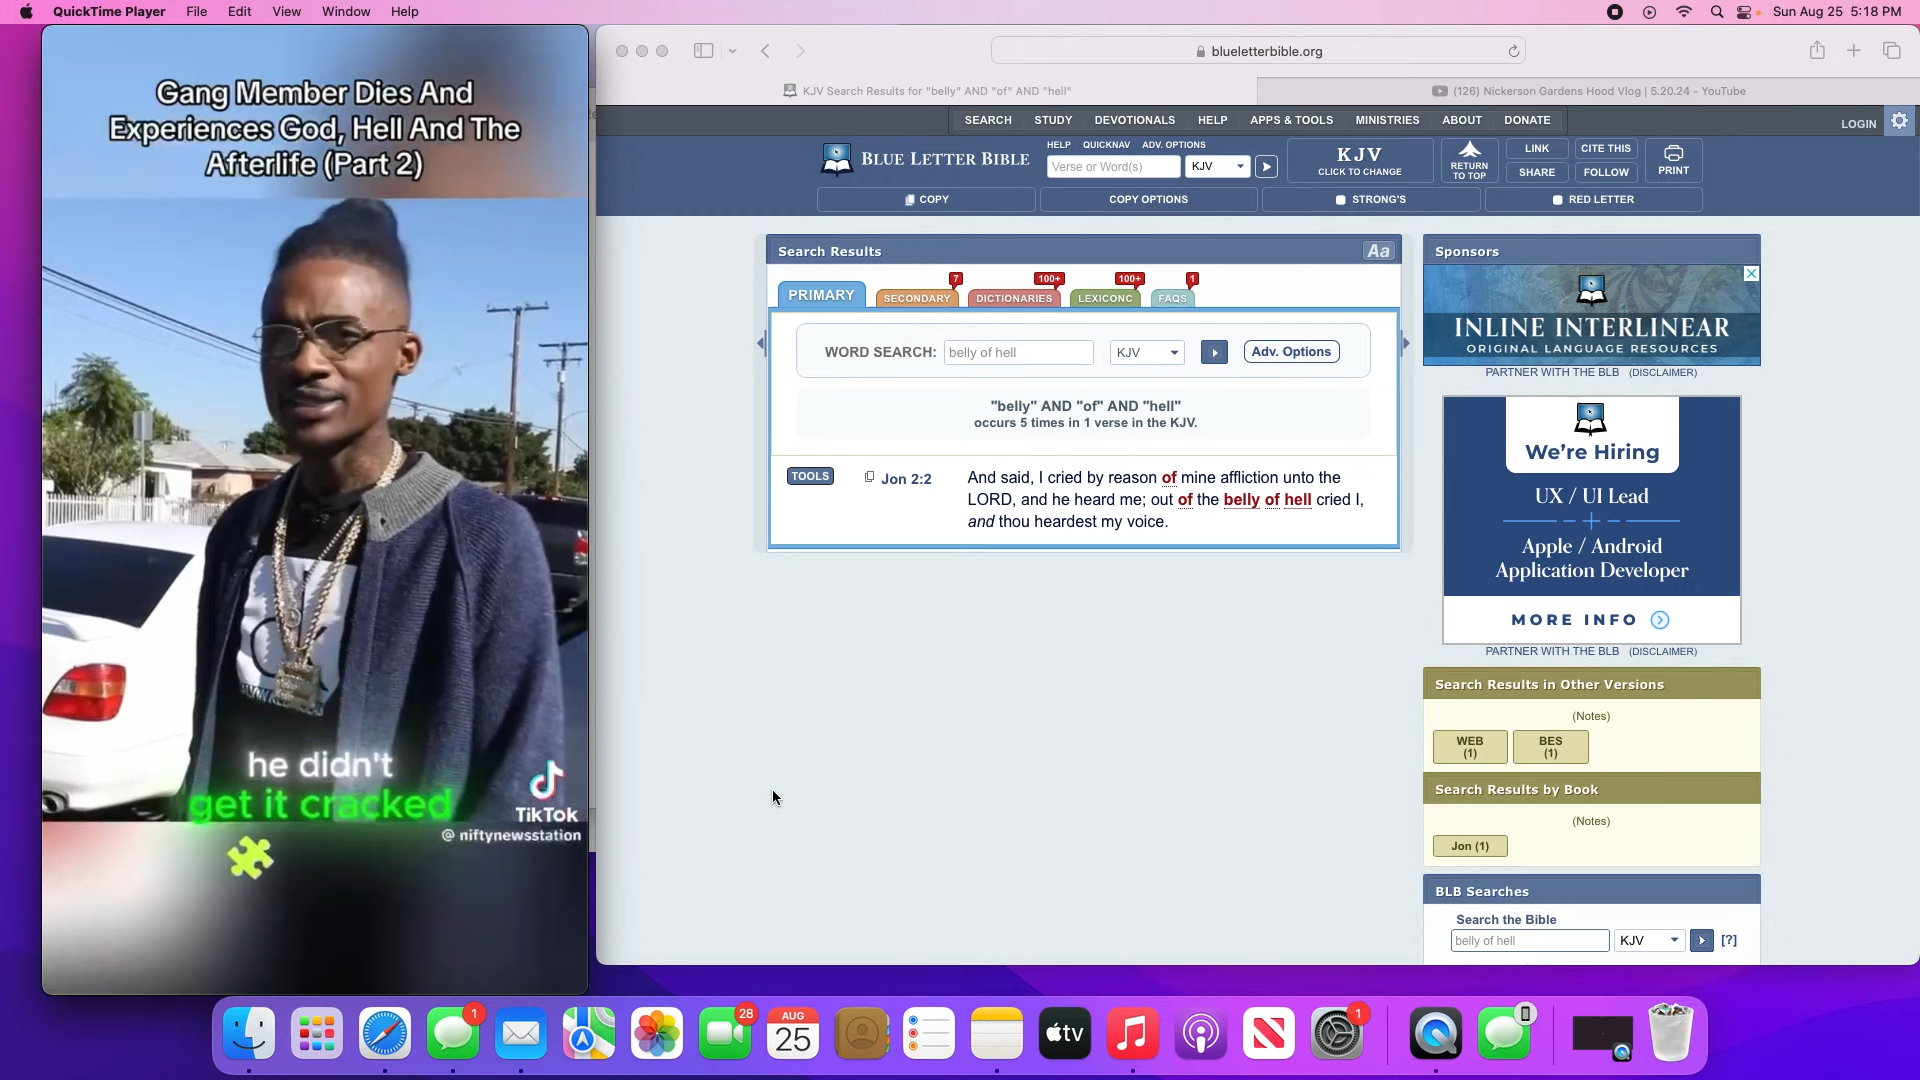 QuickTime Player File Edit View Window Help
Sun Aug 25 5:18 PM
Gang Member Dies And
Experiences God, Hell And The
Afterlife (Part 2)
he didn't
get it cracked
TikTok
@ niftynewsstation
blueletterbible.org
KJV Search Results for "belly" AND "of" AND "hell"
(126) Nickerson Gardens Hood Vlog | 5.20.24 - YouTube
SEARCH STUDY DEVOTIONALS HELP APPS & TOOLS MINISTRIES ABOUT DONATE
LOGIN
BLUE LETTER BIBLE
HELP QUICKNAV ADV. OPTIONS
Verse or Word(s) KJV
KJV
CLICK TO CHANGE
RETURN
TO TOP
LINK CITE THIS
SHARE FOLLOW
PRINT
COPY COPY OPTIONS STRONG'S RED LETTER
Search Results Aa
7 100+ 100+ 1
PRIMARY SECONDARY DICTIONARIES LEXICONC FAQS
WORD SEARCH: belly of hell KJV Adv. Options
"belly" AND "of" AND "hell"
occurs 5 times in 1 verse in the KJV.
TOOLS Jon 2:2 And said, I cried by reason of mine affliction unto the
LORD, and he heard me; out of the belly of hell cried I,
and thou heardest my voice.
Sponsors
INLINE INTERLINEAR
ORIGINAL LANGUAGE RESOURCES
PARTNER WITH THE BLB (DISCLAIMER)
We're Hiring
UX / UI Lead
Apple / Android
Application Developer
MORE INFO
PARTNER WITH THE BLB (DISCLAIMER)
Search Results in Other Versions
(Notes)
WEB
(1)
BES
(1)
Search Results by Book
(Notes)
Jon (1)
BLB Searches
Search the Bible
belly of hell KJV [?]
1
28
AUG
25
tv
1